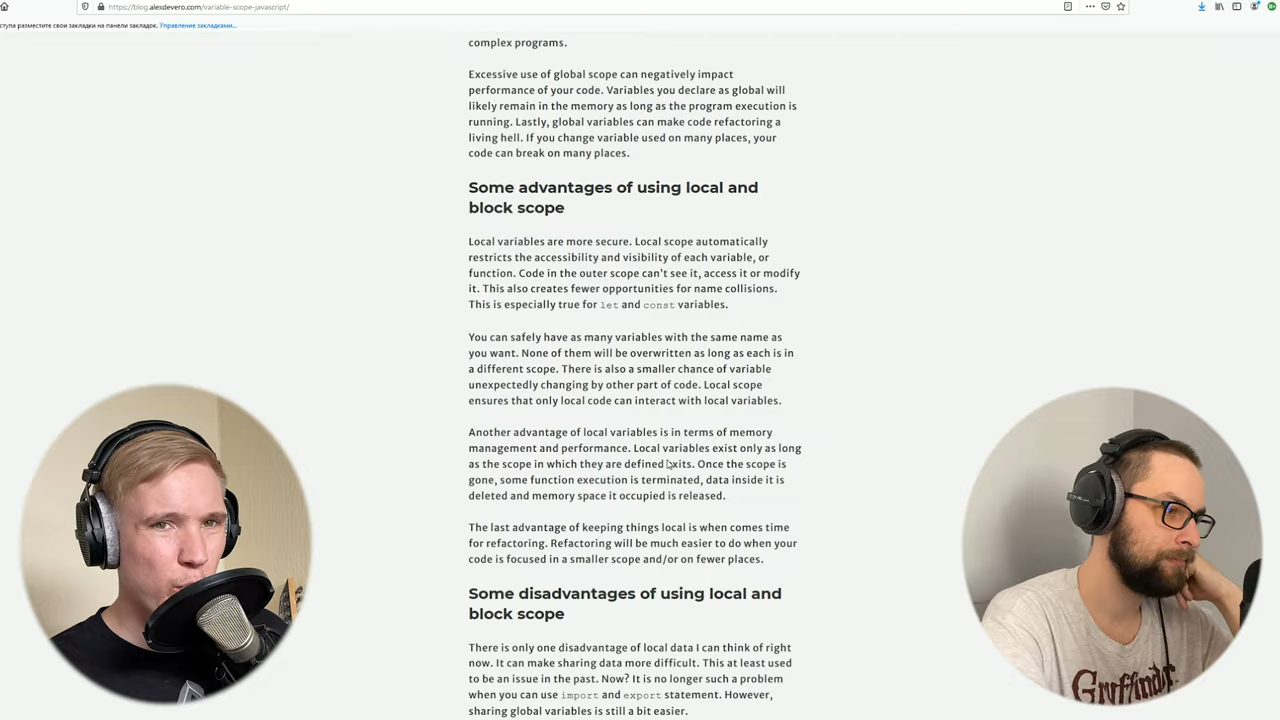 https://blog.alexdevero.com/variable-scope-javascript/
ступа разместите свои закладки на панели закладок. Управление закладками...
complex programs.
Excessive use of global scope can negatively impact
performance of your code. Variables you declare as global will
likely remain in the memory as long as the program execution is
running. Lastly, global variables can make code refactoring a
living hell. If you change variable used on many places, your
code can break on many places.
Some advantages of using local and
block scope
Local variables are more secure. Local scope automatically
restricts the accessibility and visibility of each variable, or
function. Code in the outer scope can't see it, access it or modify
it. This also creates fewer opportunities for name collisions.
This is especially true for let and const variables.
You can safely have as many variables with the same name as
you want. None of them will be overwritten as long as each is in
a different scope. There is also a smaller chance of variable
unexpectedly changing by other part of code. Local scope
ensures that only local code can interact with local variables.
Another advantage of local variables is in terms of memory
management and performance. Local variables exist only as long
as the scope in which they are defined exits. Once the scope is
gone, some function execution is terminated, data inside it is
deleted and memory space it occupied is released.
The last advantage of keeping things local is when comes time
for refactoring. Refactoring will be much easier to do when your
code is focused in a smaller scope and/or on fewer places.
Some disadvantages of using local and
block scope
There is only one disadvantage of local data I can think of right
now. It can make sharing data more difficult. This at least used
to be an issue in the past. Now? It is no longer such a problem
when you can use import and export statement. However,
sharing global variables is still a bit easier.
Gryffindor